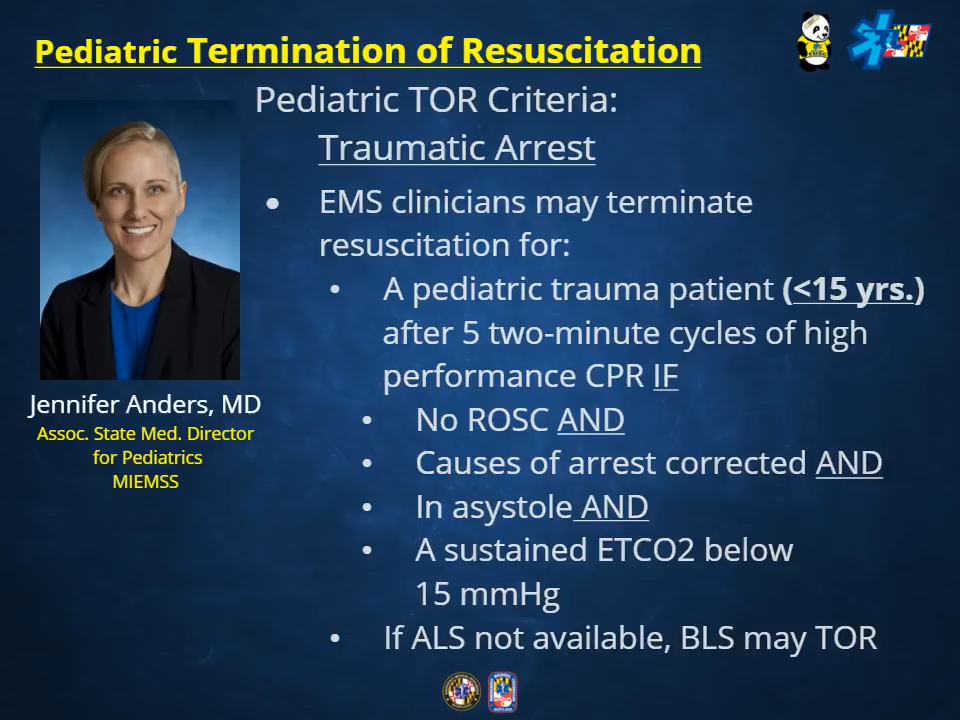 Pediatric Termination of Resuscitation
Pediatric TOR Criteria:
Traumatic Arrest
• EMS clinicians may terminate
resuscitation for:
• A pediatric trauma patient (<15 yrs.)
after 5 two-minute cycles of high
performance CPR IF
• No ROSC AND
• Causes of arrest corrected AND
• In asystole AND
• A sustained ETCO2 below
15 mmHg
• If ALS not available, BLS may TOR
Jennifer Anders, MD
Assoc. State Med. Director
for Pediatrics
MIEMSS